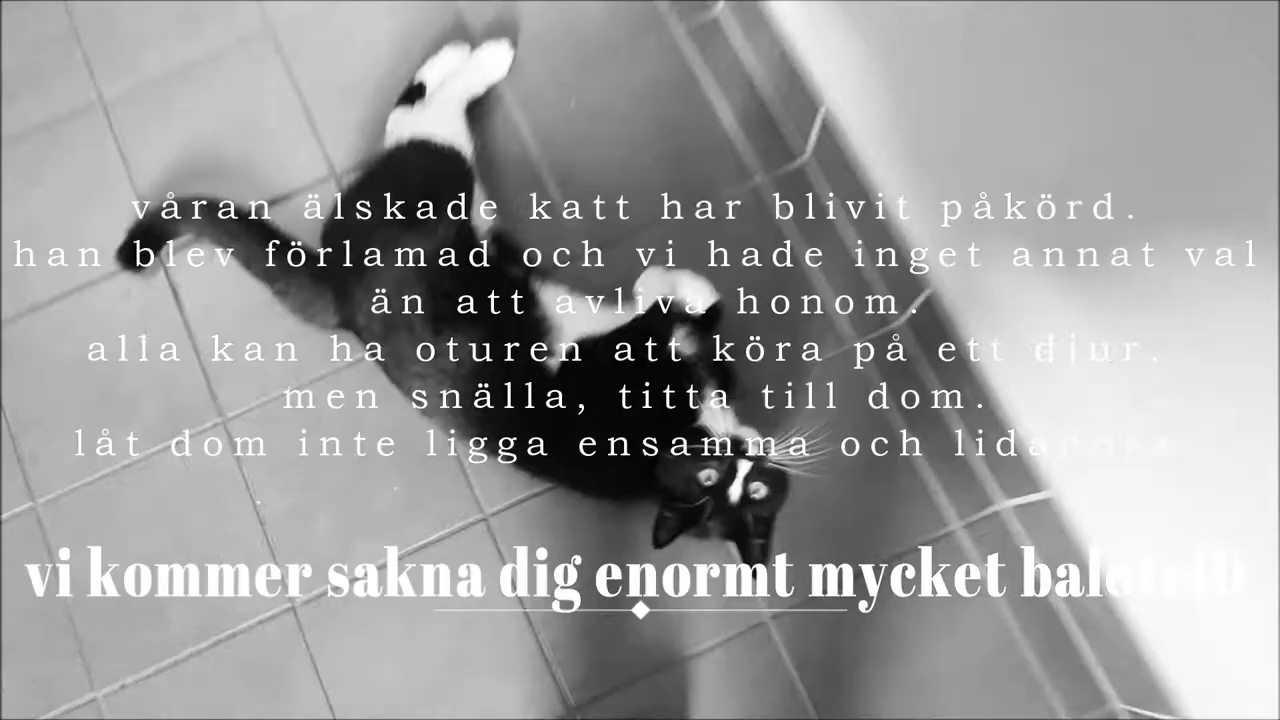 våran älskade katt har blivit påkörd.
han blev förlamad och vi hade inget annat val
än att avliva honom.
alla kan ha oturen att köra på ett djur.
men snälla, titta till dom.
låt dom inte ligga ensamma och
vi kommer sakna dig enormt mycket